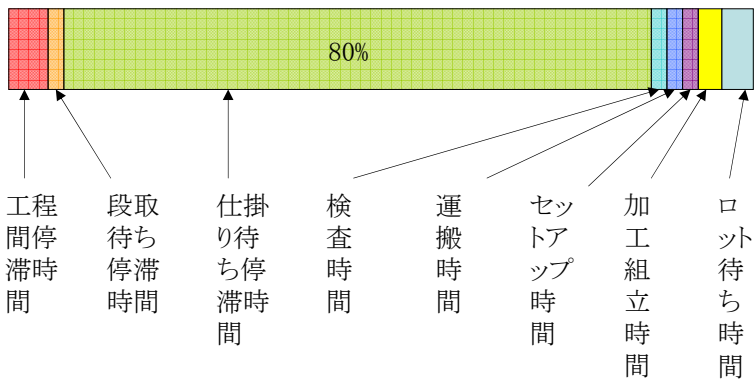 80%
工程間停滞時間
段取待ち停滞時間
仕掛り待ち停滞時間
検査時間
運搬時間
セットアップ時間
加工組立時間
ロット待ち時間